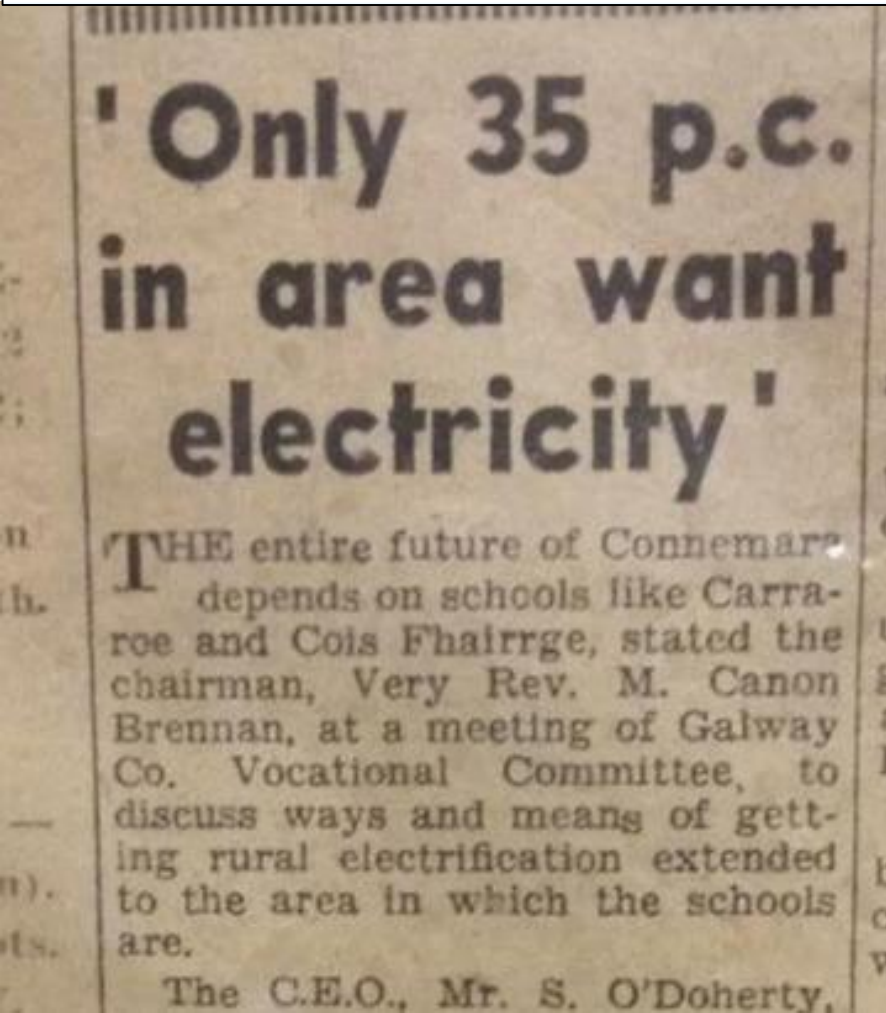 'Only 35 p.c.
in area want
electricity'
THE entire future of Connemara
depends on schools like Carra-
roe and Cois Fhairrge, stated the
chairman, Very Rev. M. Canon
Brennan, at a meeting of Galway
Co. Vocational Committee, to
discuss ways and means of gett-
ing rural electrification extended
to the area in which the schools
are.
The C.E.O., Mr. S. O'Doherty,